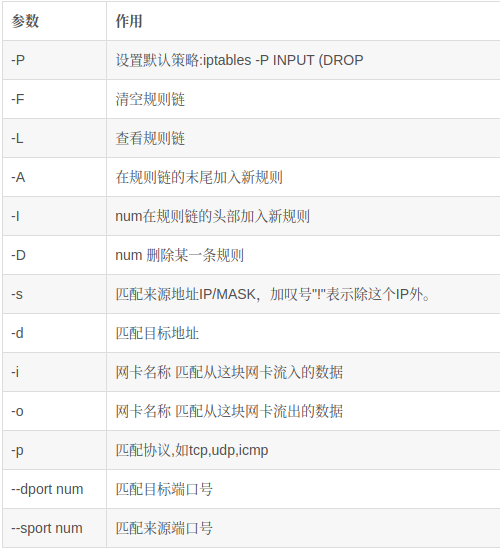 参数 作用
-P 设置默认策略:iptables -P INPUT (DROP
-F 清空规则链
-L 查看规则链
-A 在规则链的末尾加入新规则
-I num在规则链的头部加入新规则
-D num 删除某一条规则
-s 匹配来源地址IP/MASK，加叹号"!"表示除这个IP外。
-d 匹配目标地址
-i 网卡名称 匹配从这块网卡流入的数据
-o 网卡名称 匹配从这块网卡流出的数据
-p 匹配协议,如tcp,udp,icmp
--dport num 匹配目标端口号
--sport num 匹配来源端口号